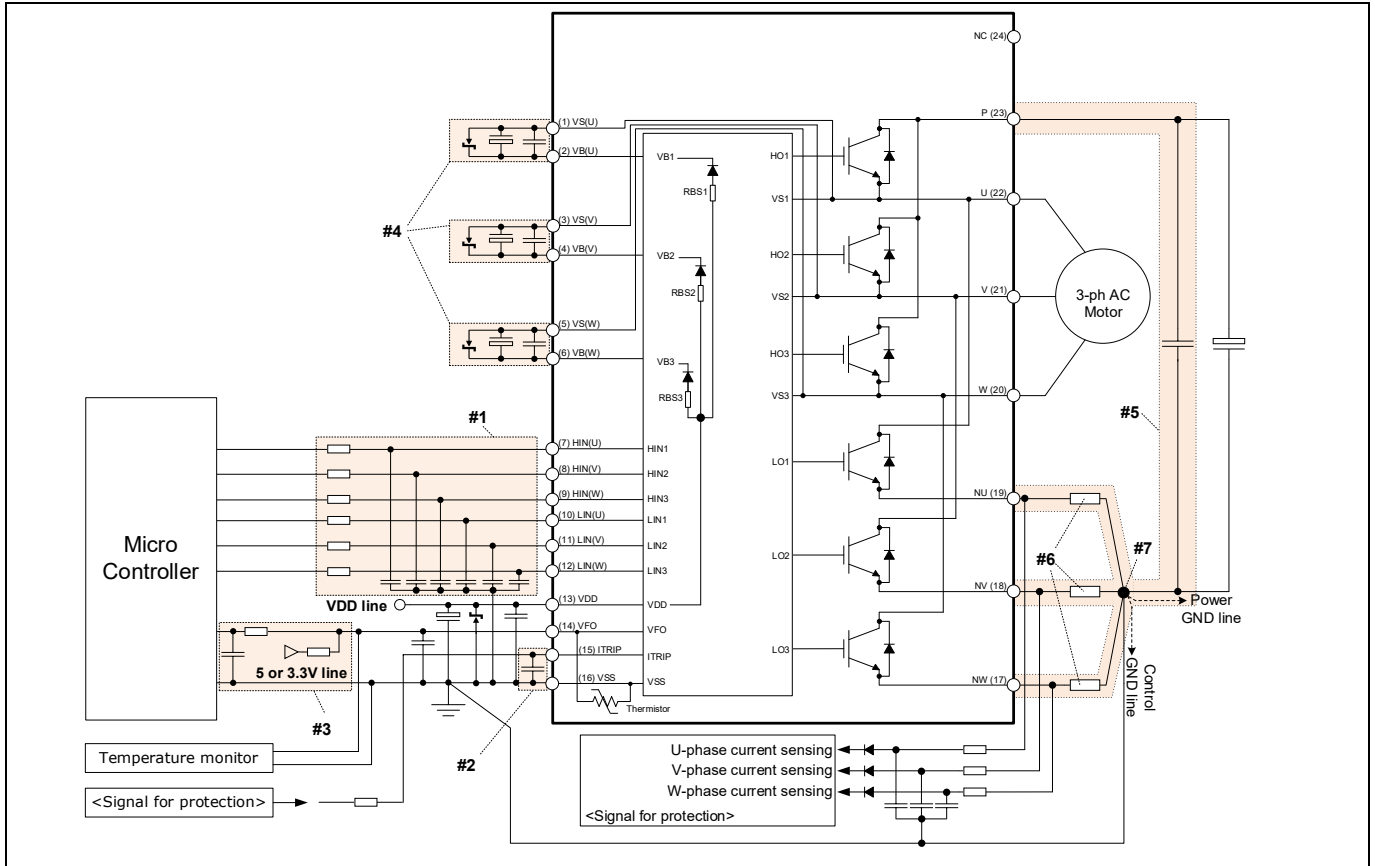 NC (24)
P (23)
(1) VS(U)
(2) VB(U)
VB1
HO1
RBS1
U (22)
VS1
#4
(3) VS(V)
(4) VB(V)
VB2
HO2
RBS2
V (21)
VS2
3-ph AC
Motor
(5) VS(W)
(6) VB(W)
VB3
HO3
RBS3
W (20)
VS3
#5
#1
(7) HIN(U)
HIN1
(8) HIN(V)
HIN2
LO1
(9) HIN(W)
HIN3
NU (19)
(10) LIN(U)
LIN1
(11) LIN(V)
LIN2
LO2
(12) LIN(W)
LIN3
Micro
Controller
#6
#7
NV (18)
Power
GND line
Control
GND line
VDD line
(13) VDD
VDD
(14) VFO
VFO
(15) ITRIP
ITRIP
LO3
5 or 3.3V line
(16) VSS
VSS
NW (17)
Thermistor
#3
#2
Temperature monitor
<Signal for protection>
U-phase current sensing
V-phase current sensing
W-phase current sensing
<Signal for protection>